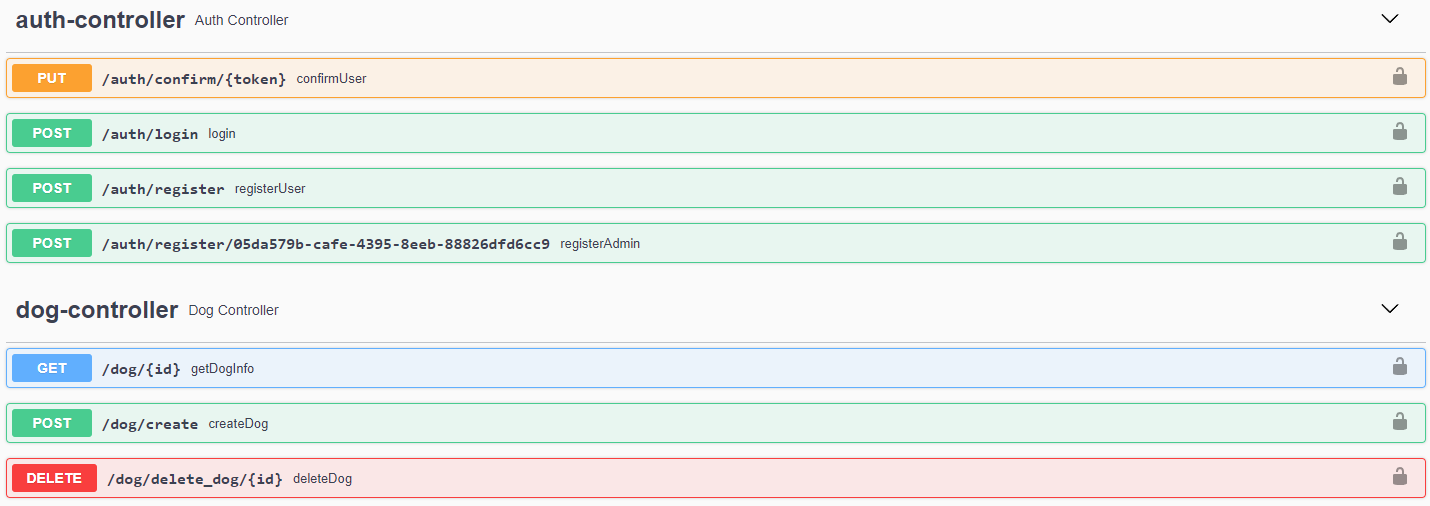 auth-controller Auth Controller
PUT /auth/confirm/{token} confirmUser
POST /auth/login login
POST /auth/register registerUser
POST /auth/register/05da579b-cafe-4395-8eeb-88826dfd6cc9 registerAdmin
dog-controller Dog Controller
GET /dog/{id} getDogInfo
POST /dog/create createDog
DELETE /dog/delete_dog/{id} deleteDog